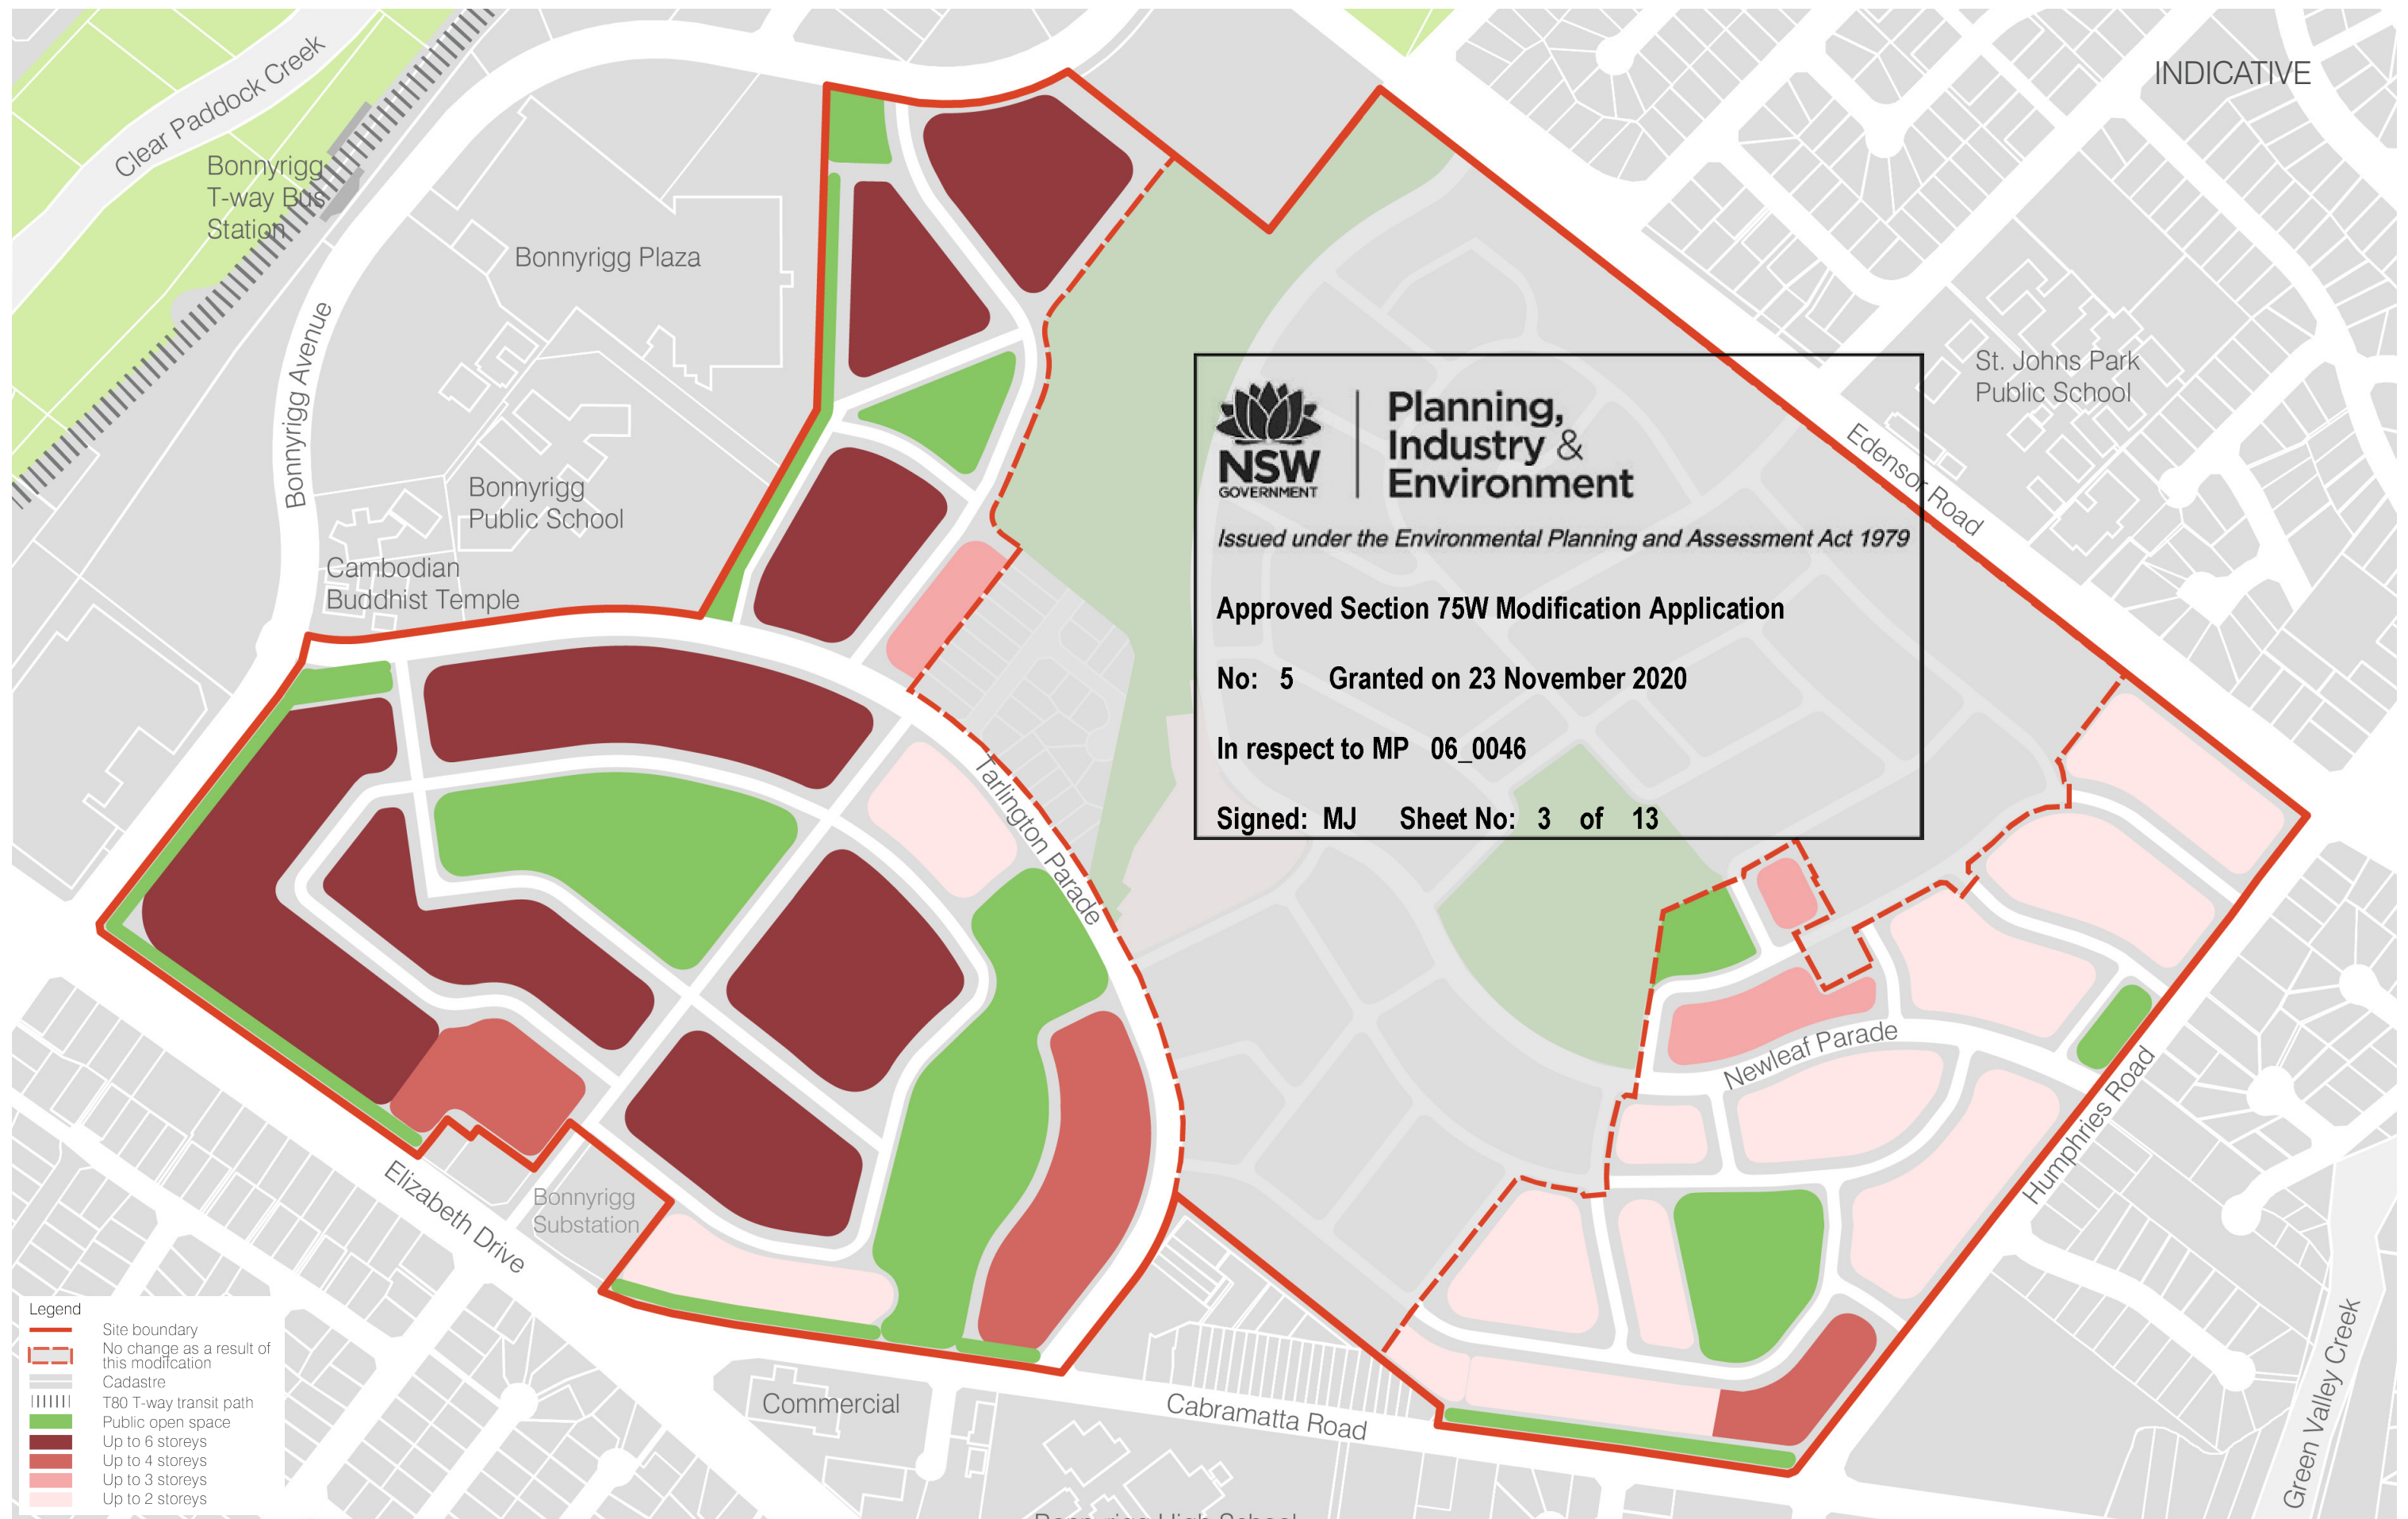 INDICATIVE
Clear Paddock Creek
Bonnyrigg
T-way Bus
Station
Bonnyrigg Plaza
Bonnyrigg Avenue
Bonnyrigg
Public School
Cambodian
Buddhist Temple
St. Johns Park
Public School
Edensor Road
NSW
GOVERNMENT
Planning,
Industry &
Environment
Issued under the Environmental Planning and Assessment Act 1979
Approved Section 75W Modification Application
No: 5 Granted on 23 November 2020
In respect to MP 06_0046
Signed: MJ Sheet No: 3 of 13
Tarlington Parade
Newleaf Parade
Humphries Road
Elizabeth Drive
Bonnyrigg
Substation
Commercial
Cabramatta Road
Green Valley Creek
Bonnyrigg High School
Legend
Site boundary
No change as a result of
this modification
Cadastre
T80 T-way transit path
Public open space
Up to 6 storeys
Up to 4 storeys
Up to 3 storeys
Up to 2 storeys